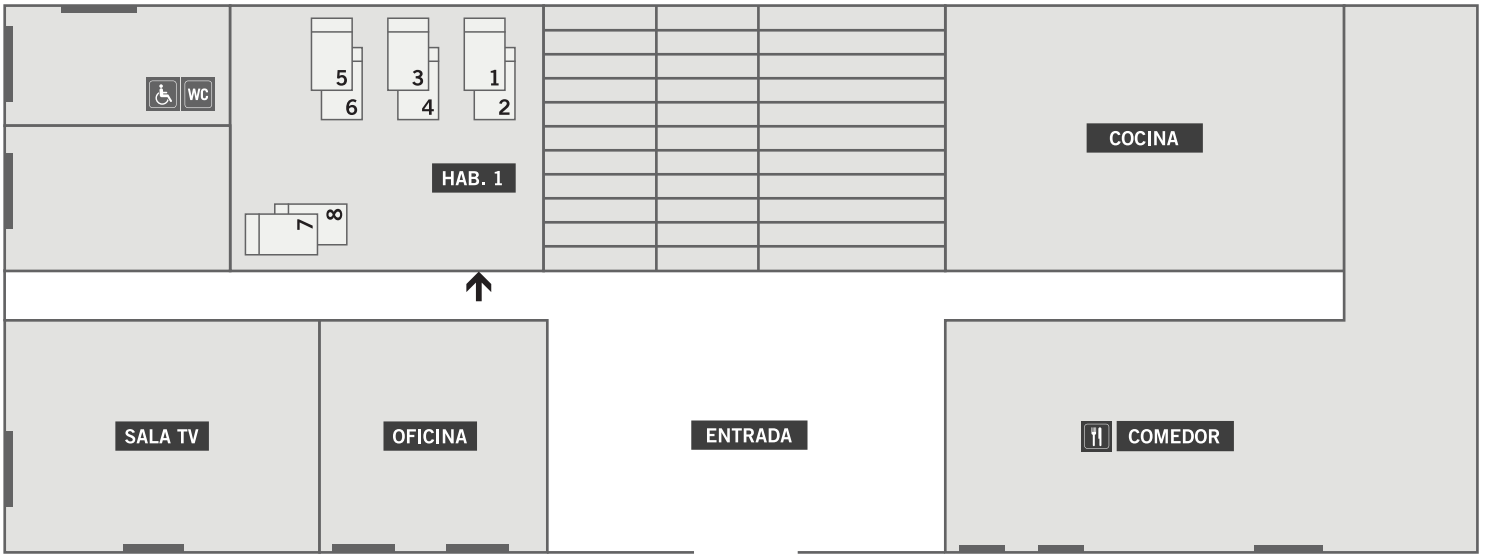 5 3 1
6 4 2
WC
COCINA
HAB. 1
7 8
SALA TV
OFICINA
ENTRADA
COMEDOR